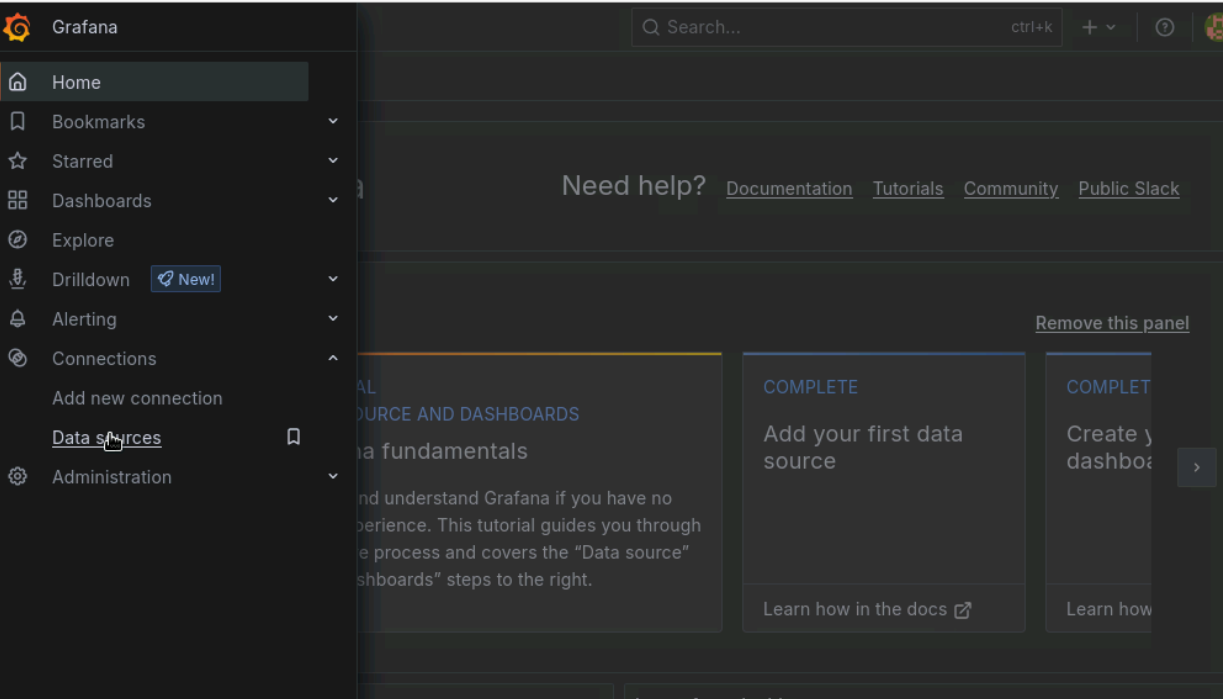 Grafana
Search...
ctrl+k
Home
Bookmarks
Starred
Dashboards
Explore
Drilldown
New!
Alerting
Connections
Add new connection
Data sources
Administration
Need help?
Documentation
Tutorials
Community
Public Slack
Remove this panel
AL
OURCE AND DASHBOARDS
na fundamentals
nd understand Grafana if you have no
perience. This tutorial guides you through
e process and covers the “Data source”
shboards” steps to the right.
COMPLETE
Add your first data
source
Learn how in the docs
COMPLET
Create y
dashboa
Learn how